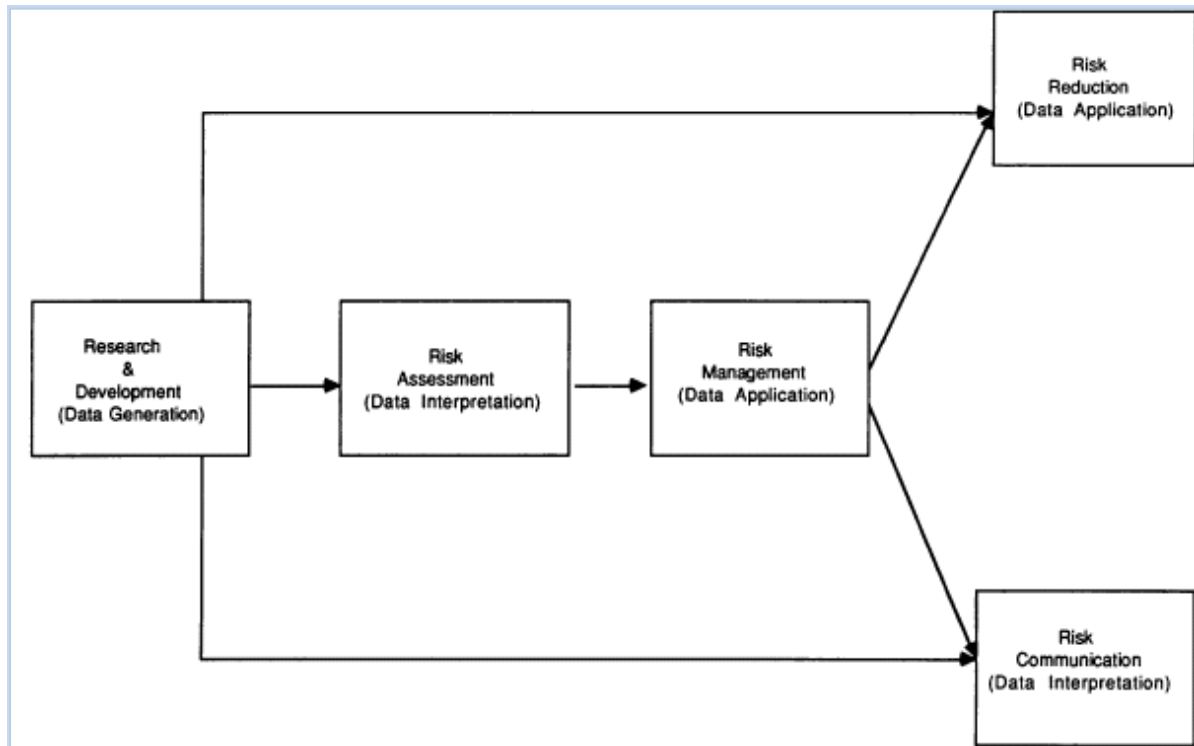 Risk
Reduction
(Data Application)
Research
&
Development
(Data Generation)
Risk
Assessment
(Data Interpretation)
Risk
Management
(Data Application)
Risk
Communication
(Data Interpretation)